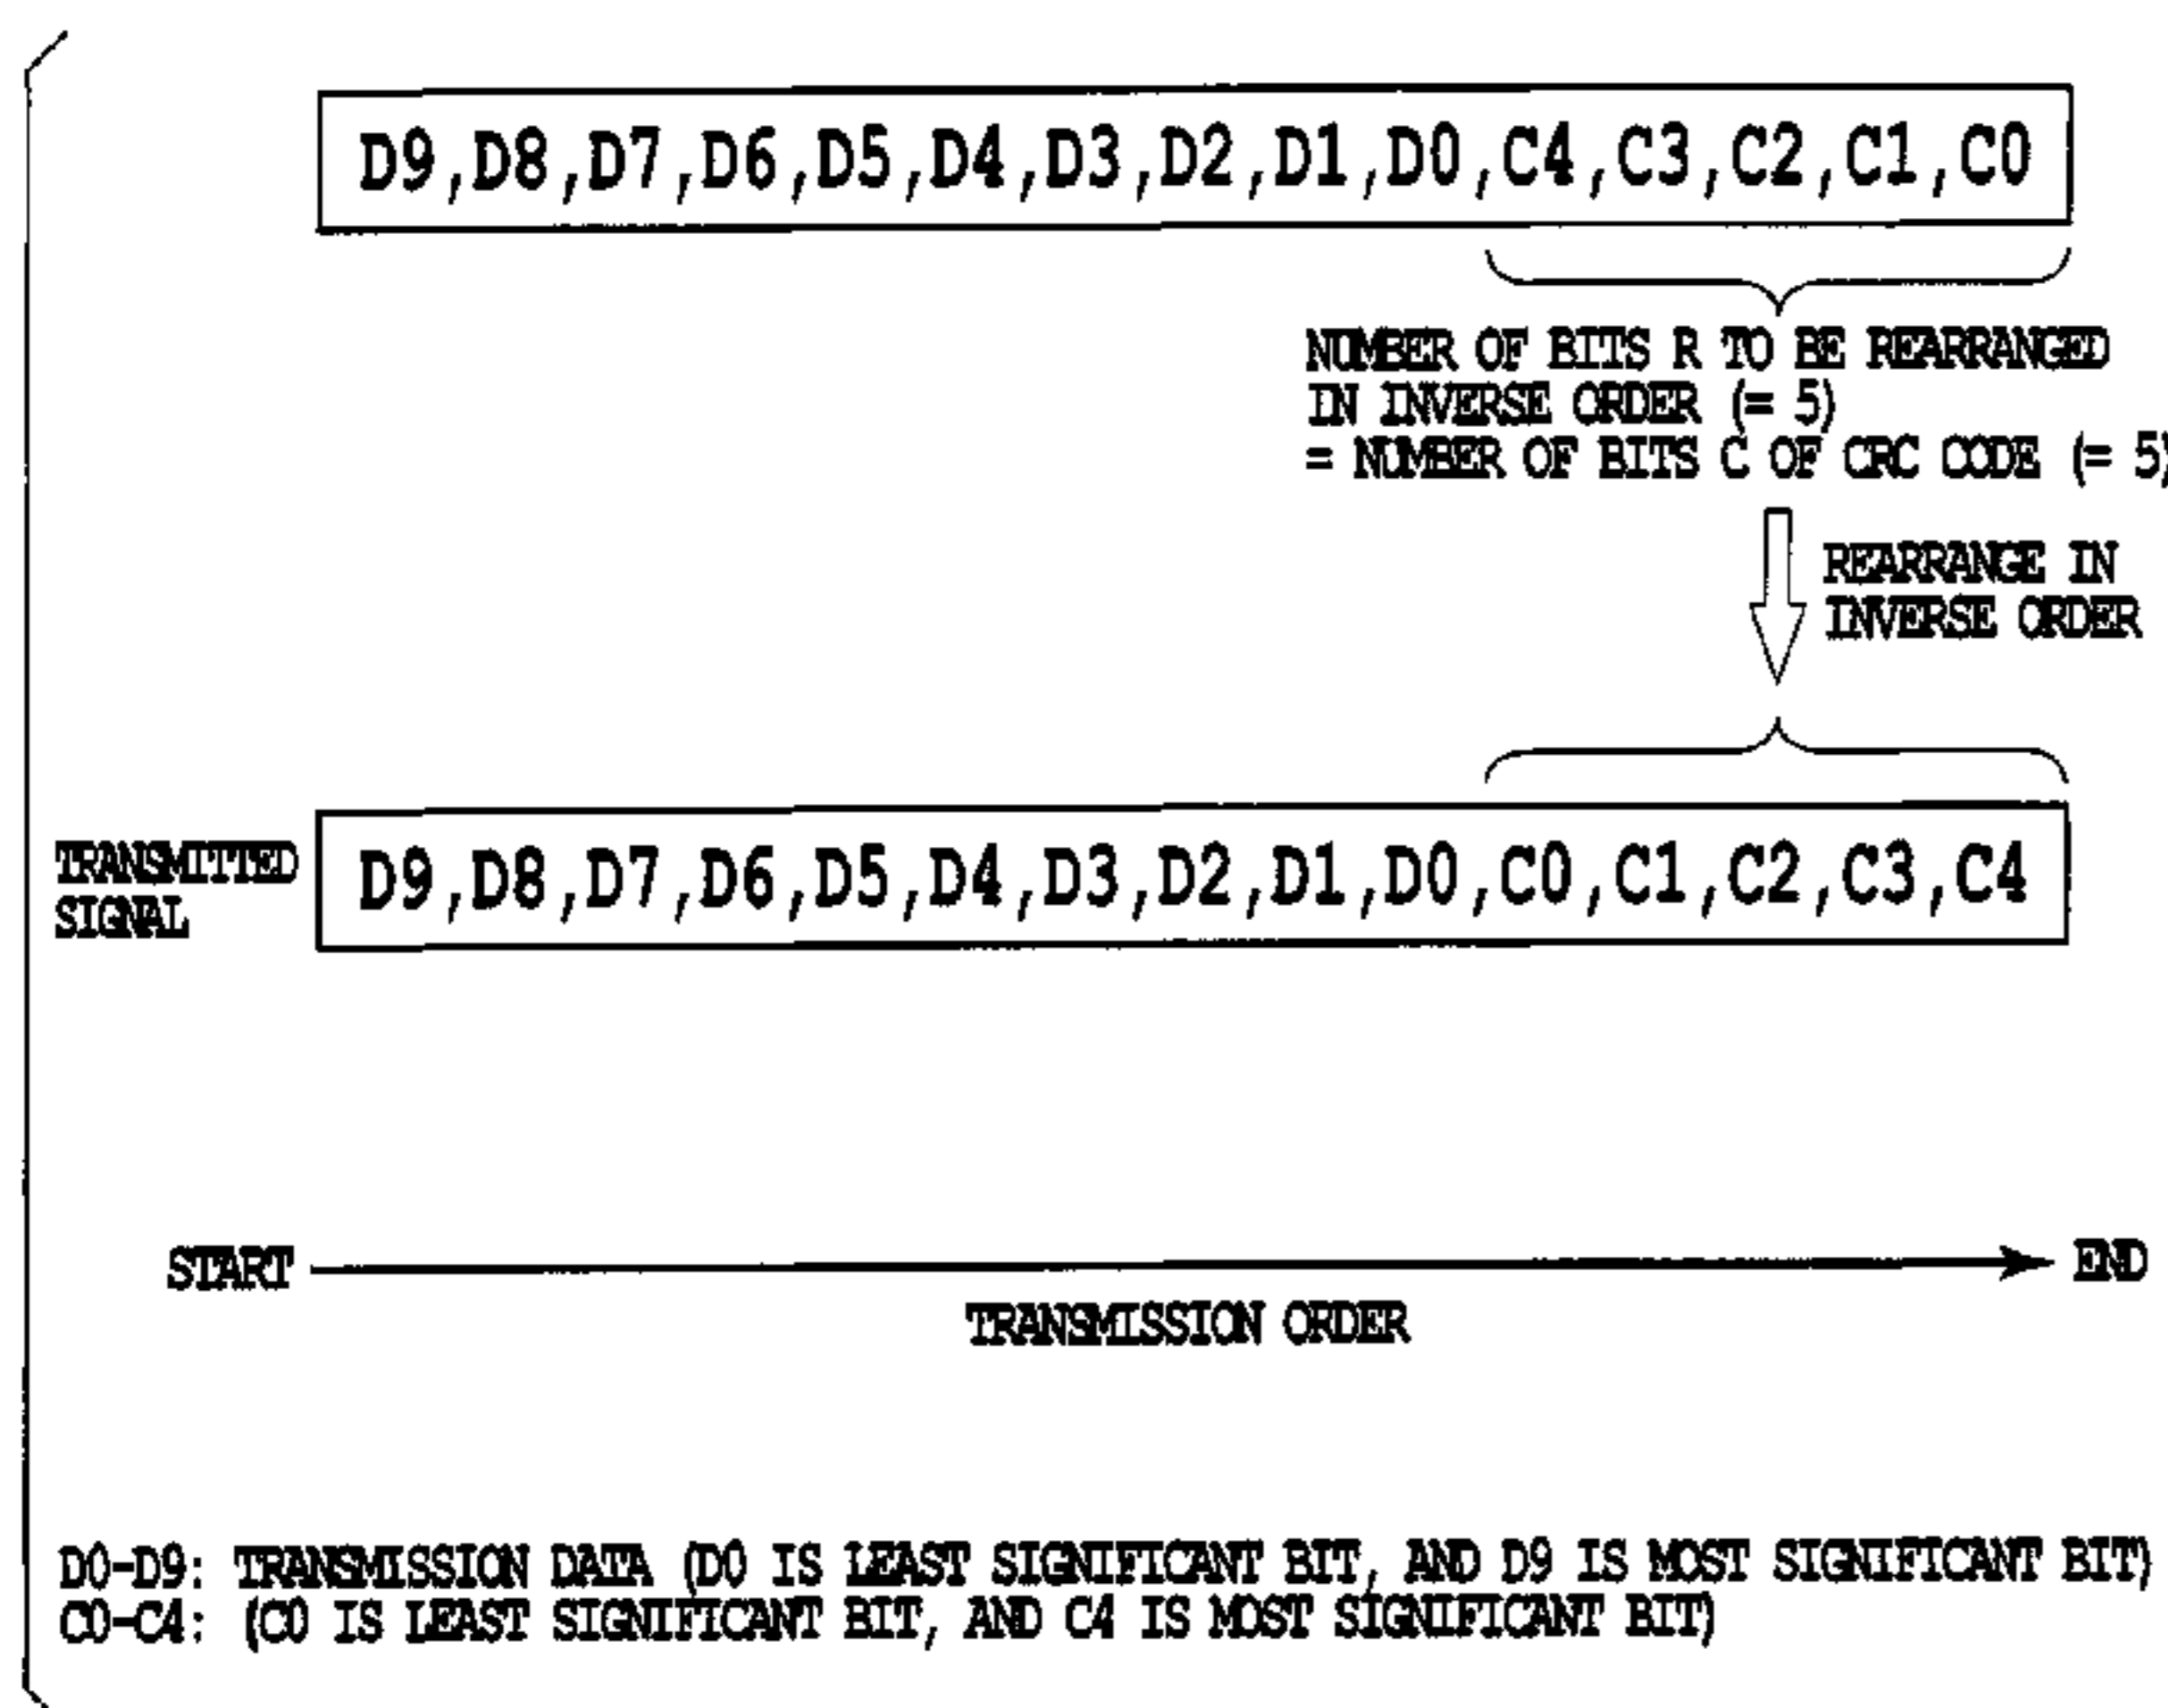 D9,D8,D7,D6,D5,D4,D3,D2,D1,D0,C4,C3,C2,C1,C0
NUMBER OF BITS R TO BE REARRANGED
IN INVERSE ORDER (= 5)
= NUMBER OF BITS C OF CRC CODE (= 5)
REARRANGE IN
INVERSE ORDER
TRANSMITTED
SIGNAL
D9,D8,D7,D6,D5,D4,D3,D2,D1,D0,C0,C1,C2,C3,C4
START
END
TRANSMISSION ORDER
D0-D9: TRANSMISSION DATA (D0 IS LEAST SIGNIFICANT BIT, AND D9 IS MOST SIGNIFICANT BIT)
C0-C4: (C0 IS LEAST SIGNIFICANT BIT, AND C4 IS MOST SIGNIFICANT BIT)